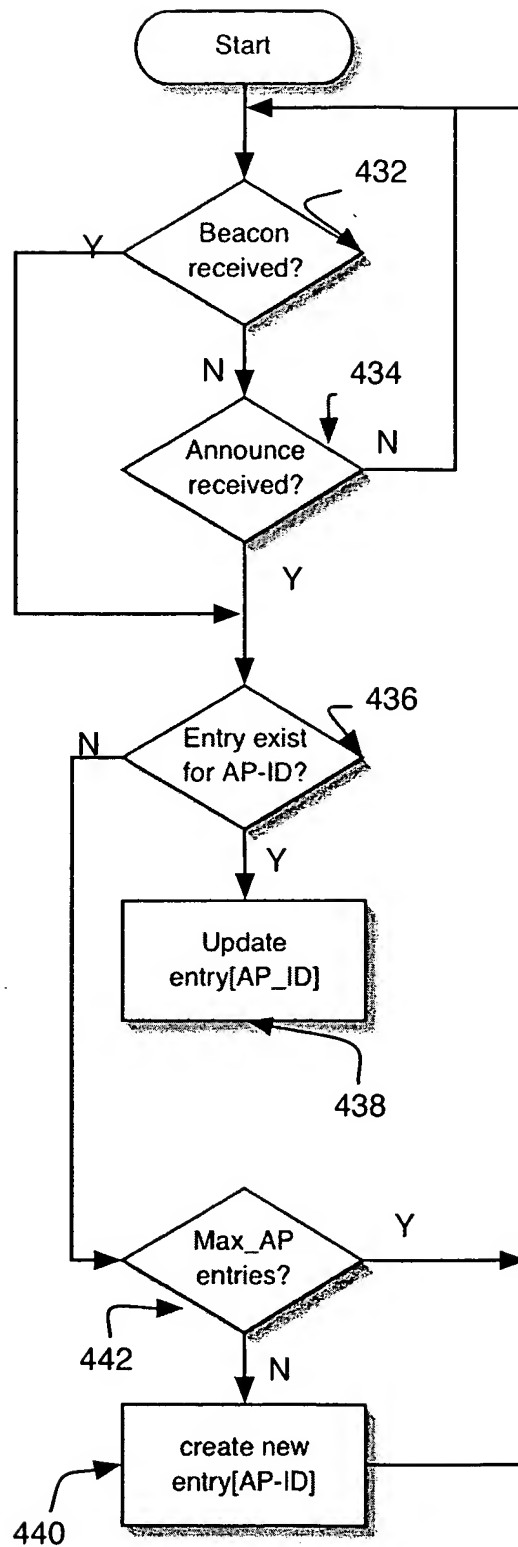 Start
432
Beacon
received?
Y
N
434
Announce
received?
N
Y
436
Entry exist
for AP-ID?
N
Y
Update
entry[AP_ID]
438
Max_AP
entries?
Y
442
N
create new
entry[AP-ID]
440